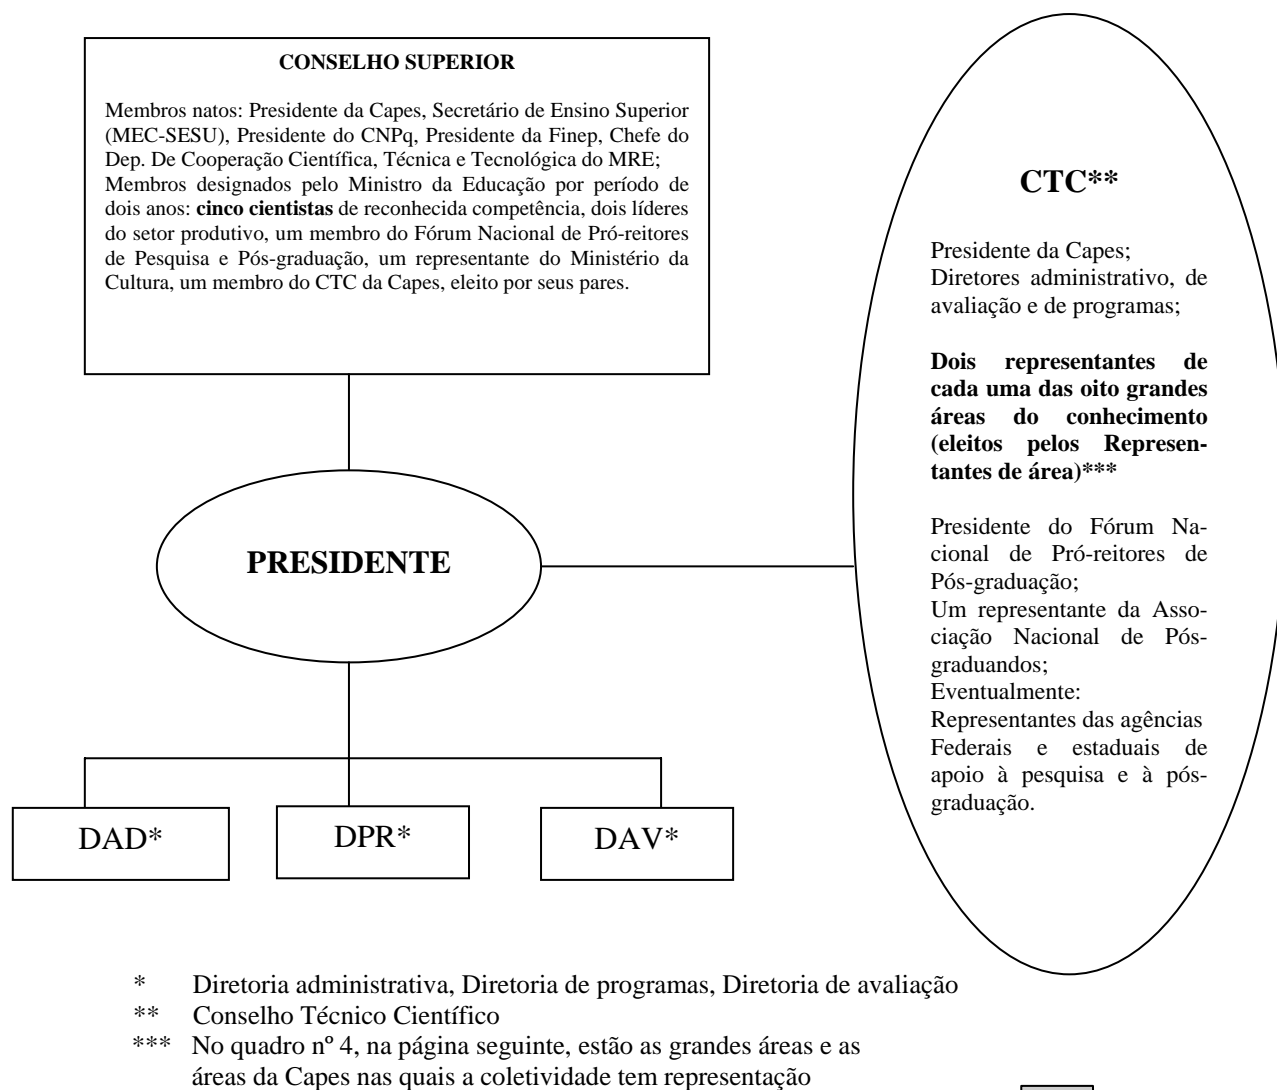 CONSELHO SUPERIOR
Membros natos: Presidente da Capes, Secretário de Ensino Superior
(MEC-SESU), Presidente do CNPq, Presidente da Finep, Chefe do
Dep. De Cooperação Científica, Técnica e Tecnológica do MRE;
Membros designados pelo Ministro da Educação por período de
dois anos: cinco cientistas de reconhecida competência, dois líderes
do setor produtivo, um membro do Fórum Nacional de Pró-reitores
de Pesquisa e Pós-graduação, um representante do Ministério da
Cultura, um membro do CTC da Capes, eleito por seus pares.
CTC**
Presidente da Capes;
Diretores administrativo, de
avaliação e de programas;
Dois representantes de
cada uma das oito grandes
áreas do conhecimento
(eleitos pelos Represen-
tantes de área)***
Presidente do Fórum Na-
cional de Pró-reitores de
Pós-graduação;
Um representante da Asso-
ciação Nacional de Pós-
graduandos;
Eventualmente:
Representantes das agências
Federais e estaduais de
apoio à pesquisa e à pós-
graduação.
PRESIDENTE
DAD*
DPR*
DAV*
* Diretoria administrativa, Diretoria de programas, Diretoria de avaliação
** Conselho Técnico Científico
*** No quadro nº 4, na página seguinte, estão as grandes áreas e as
áreas da Capes nas quais a coletividade tem representação